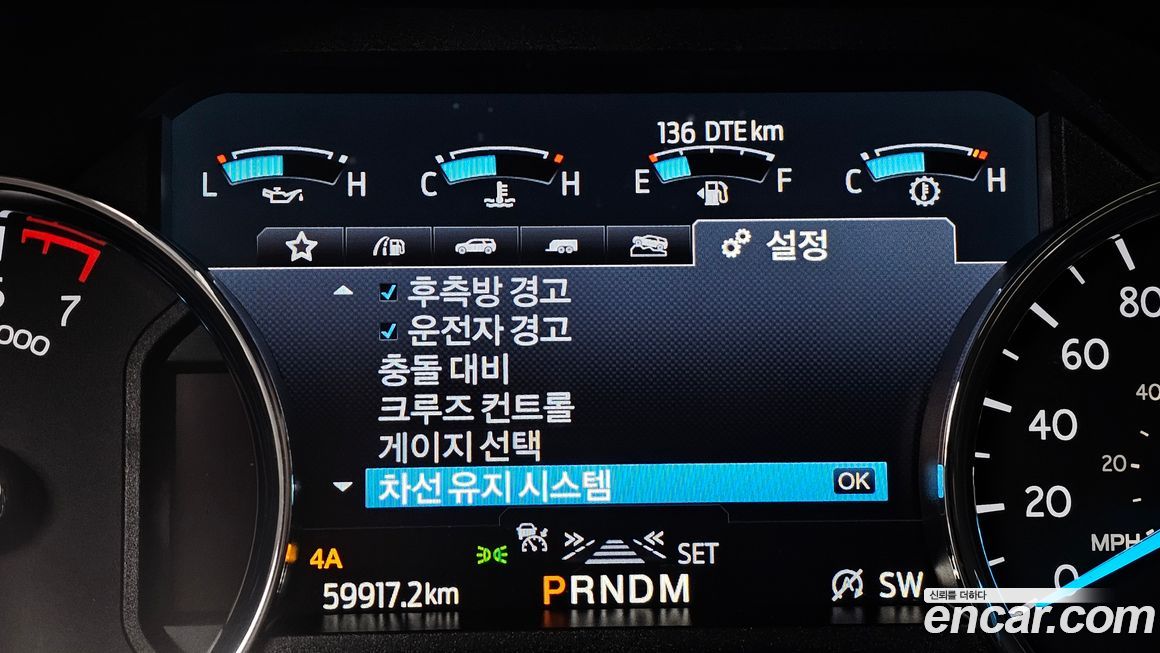 136 DTE km
L H
C H
E F
C H
설정
후측방 경고
운전자 경고
충돌 대비
크루즈 컨트롤
게이지 선택
차선 유지 시스템 OK
7
000
80
60
40
40
20
20
MPH
0
4A
SET
59917.2km
PRNDM
SW
신뢰를 더하다
encar.com